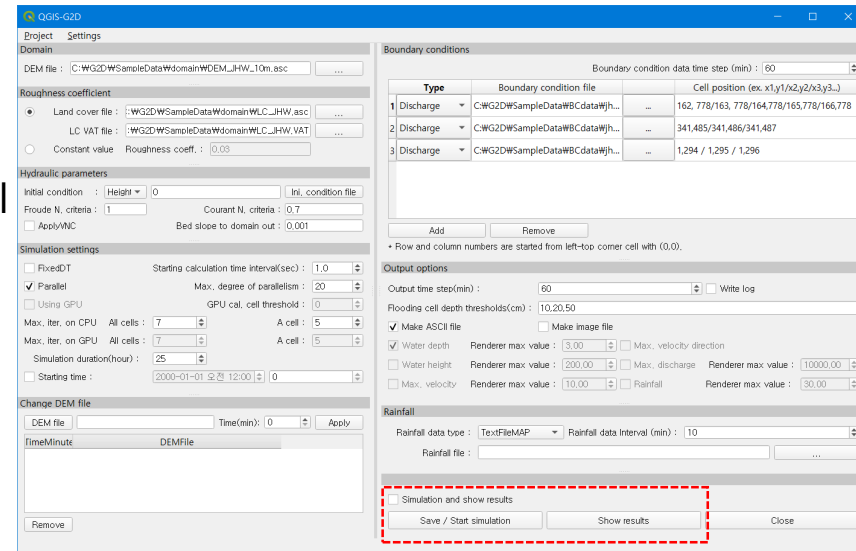 QGIS-G2D
Project Settings
Domain
DEM file : C:₩G2D₩SampleData₩domain₩DEM_JHW_10m.asc ...
Roughness coefficient
Land cover file : :₩G2D₩SampleData₩domain₩LC_JHW.asc ...
LC VAT file : :₩G2D₩SampleData₩domain₩LC_JHW.VAT ...
Constant value Roughness coeff. : 0.03
Hydraulic parameters
Initial condition : Height 0 Ini. condition file
Froude N. criteria : 1 Courant N. criteria : 0.7
ApplyVNC Bed slope to domain out : 0.001
Simulation settings
FixedDT Starting calculation time interval(sec) : 1.0
Parallel Max. degree of parallelism : 20
Using GPU GPU cal. cell threshold : 0
Max. iter. on CPU All cells : 7 A cell : 5
Max. iter. on GPU All cells : 7 A cell : 5
Simulation duration(hour) : 25
Starting time : 2000-01-01 오전 12:00 0
Change DEM file
DEM file Time(min): 0 Apply
TimeMinute DEMFile
Remove
Boundary conditions
Boundary condition data time step (min) : 60
Type Boundary condition file Cell position (ex. x1,y1/x2,y2/x3,y3...)
1 Discharge C:₩G2D₩SampleData₩BCdata₩jh... ... 162, 778/163, 778/164,778/165,778/166,778
2 Discharge C:₩G2D₩SampleData₩BCdata₩jh... ... 341,485/341,486/341,487
3 Discharge C:₩G2D₩SampleData₩BCdata₩jh... ... 1,294 / 1,295 / 1,296
Add Remove
* Row and column numbers are started from left-top corner cell with (0,0).
Output options
Output time step(min) : 60 Write log
Flooding cell depth thresholds(cm) : 10,20,50
Make ASCII file Make image file
Water depth Renderer max value : 3.00 Max. velocity direction
Water height Renderer max value : 200.00 Max. discharge Renderer max value : 10000.00
Max. velocity Renderer max value : 10.00 Rainfall Renderer max value : 30.00
Rainfall
Rainfall data type : TextFileMAP Rainfall data Interval (min) : 10
Rainfall file : ...
Simulation and show results
Save / Start simulation Show results Close